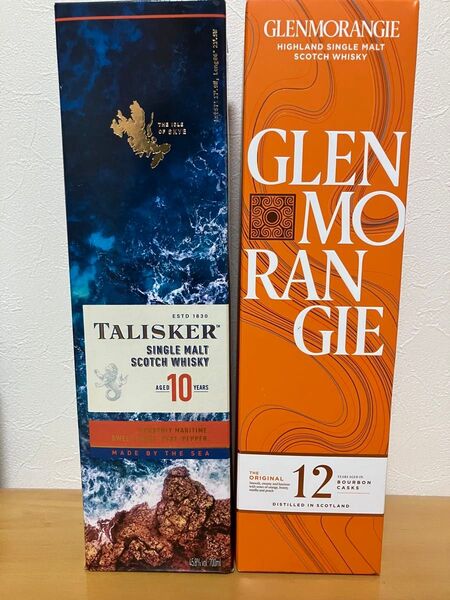 THE ISLE
OF SKYE
ESTD 1830
TALISKER
SINGLE MALT
SCOTCH WHISKY
AGED 10 YEARS
MARITIME
PEPPER
MADE BY THE SEA
45.8% vol 700ml
GLENMORANGIE
HIGHLAND SINGLE MALT
SCOTCH WHISKY
GLEN
MO
RAN
GIE
THE
ORIGINAL
12
YEARS AGED IN
BOURBON
CASKS
DISTILLED IN SCOTLAND